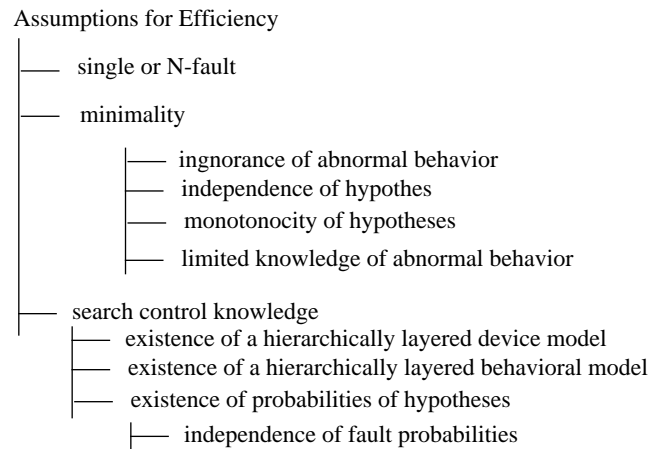 Assumptions for Efficiency
single or N-fault
minimality
ingnorance of abnormal behavior
independence of hypothes
monotonocity of hypotheses
limited knowledge of abnormal behavior
search control knowledge
existence of a hierarchically layered device model
existence of a hierarchically layered behavioral model
existence of probabilities of hypotheses
independence of fault probabilities